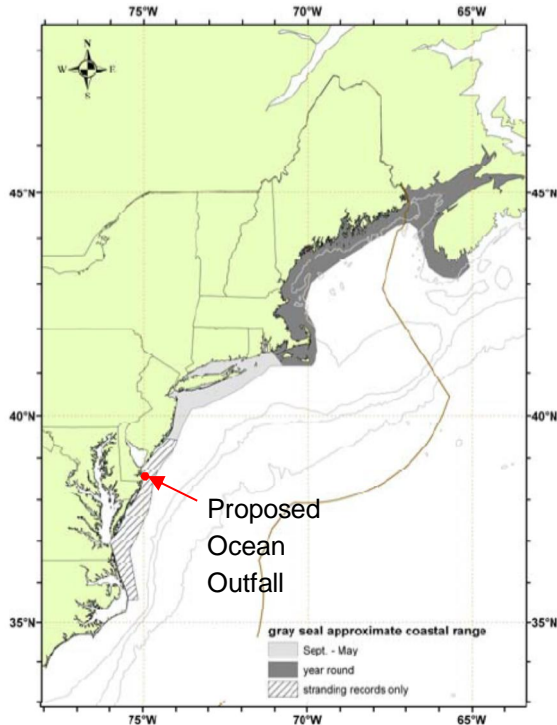 75°W 70°W 65°W
N
W E
S
45°N 45°N
40°N 40°N
Proposed
Ocean
Outfall
35°N 35°N
gray seal approximate coastal range
Sept. - May
year round
stranding records only
75°W 70°W 65°W